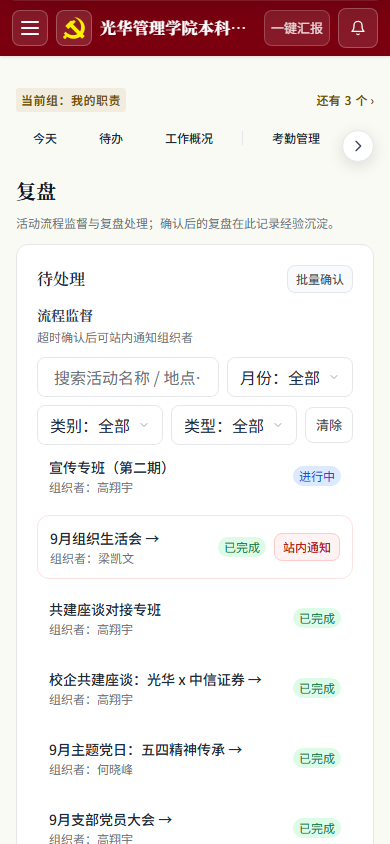 光华管理学院本科…
一键汇报
当前组：我的职责
还有 3 个 ›
今天
待办
工作概况
考勤管理
复盘
活动流程监督与复盘处理；确认后的复盘在此记录经验沉淀。
待处理
批量确认
流程监督
超时确认后可站内通知组织者
搜索活动名称 / 地点·
月份：全部
类别：全部
类型：全部
清除
宣传专班（第二期）
组织者：高翔宇
进行中
9月组织生活会 →
组织者：梁凯文
已完成
站内通知
共建座谈对接专班
组织者：高翔宇
已完成
校企共建座谈：光华 x 中信证券 →
组织者：高翔宇
已完成
9月主题党日：五四精神传承 →
组织者：何晓峰
已完成
9月支部党员大会 →
组织者：高翔宇
已完成